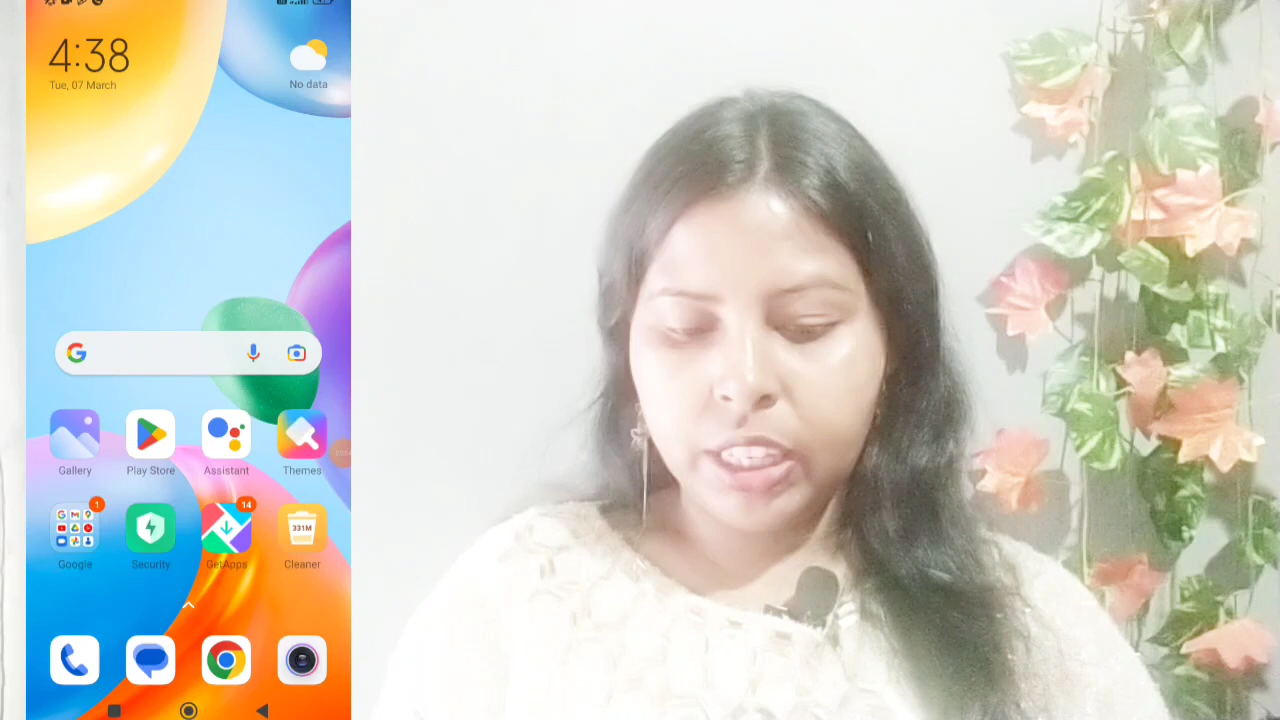 4:38
Tue, 07 March
No data
Gallery
Play Store
Assistant
Themes
1
14
331M
Google
Security
GetApps
Cleaner